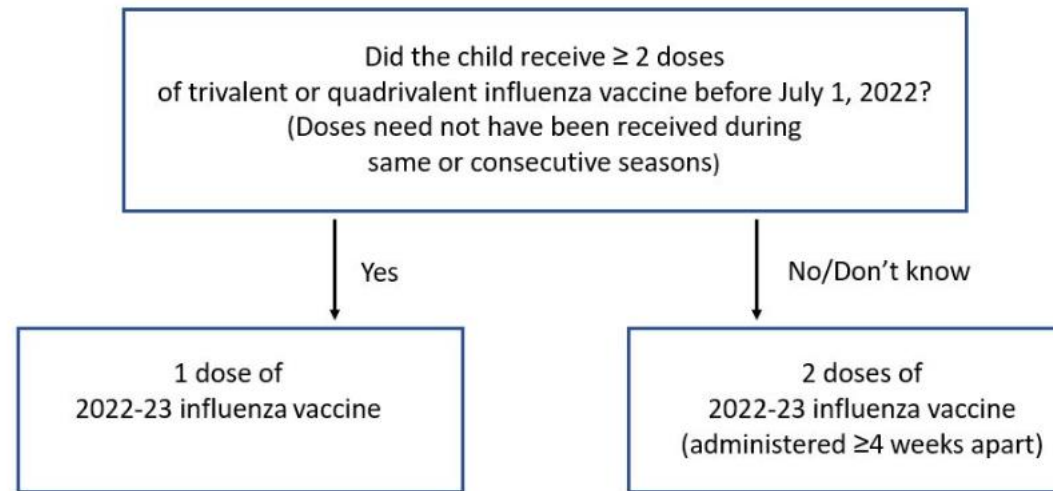 Did the child receive ≥ 2 doses
of trivalent or quadrivalent influenza vaccine before July 1, 2022?
(Doses need not have been received during
same or consecutive seasons)
Yes
No/Don’t know
1 dose of
2022-23 influenza vaccine
2 doses of
2022-23 influenza vaccine
(administered ≥4 weeks apart)